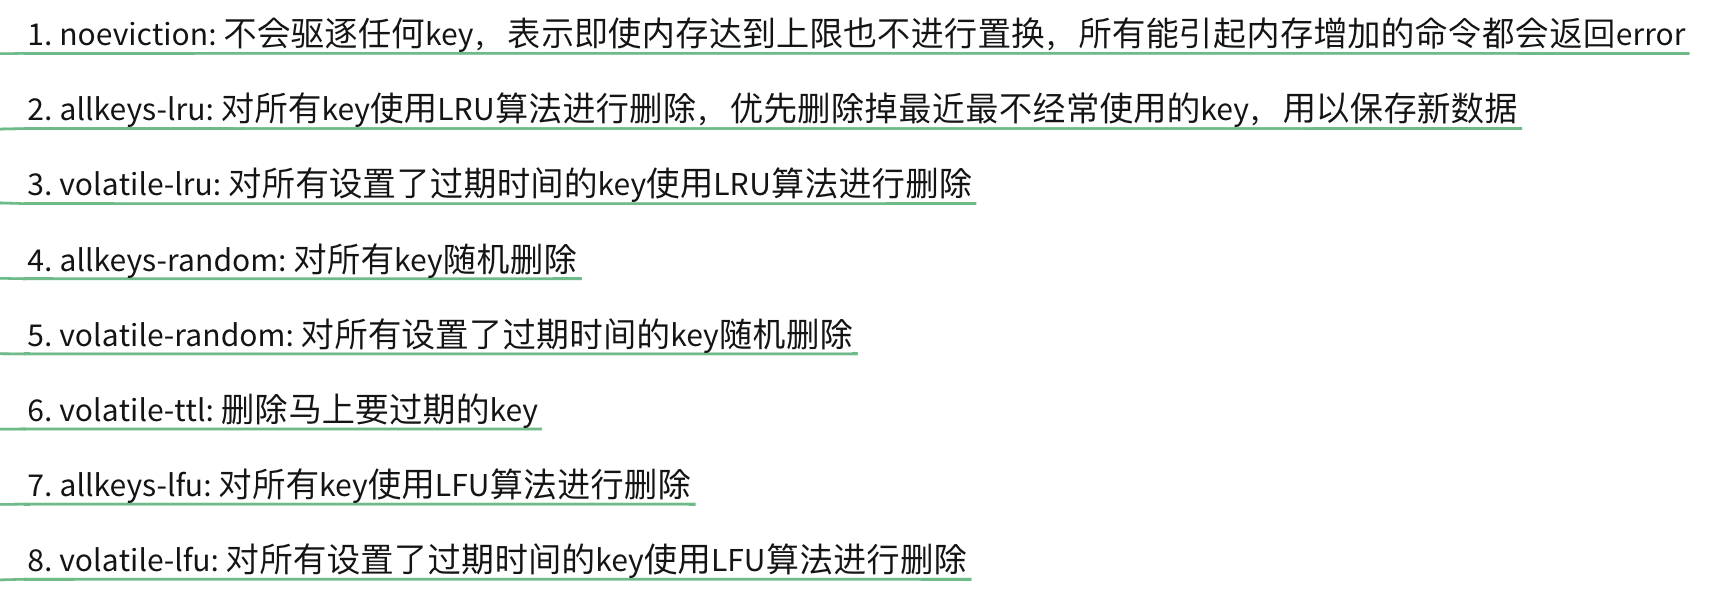 1. noeviction: 不会驱逐任何key，表示即使内存达到上限也不进行置换，所有能引起内存增加的命令都会返回error
2. allkeys-lru: 对所有key使用LRU算法进行删除，优先删除掉最近最不经常使用的key，用以保存新数据
3. volatile-lru: 对所有设置了过期时间的key使用LRU算法进行删除
4. allkeys-random: 对所有key随机删除
5. volatile-random: 对所有设置了过期时间的key随机删除
6. volatile-ttl: 删除马上要过期的key
7. allkeys-lfu: 对所有key使用LFU算法进行删除
8. volatile-lfu: 对所有设置了过期时间的key使用LFU算法进行删除